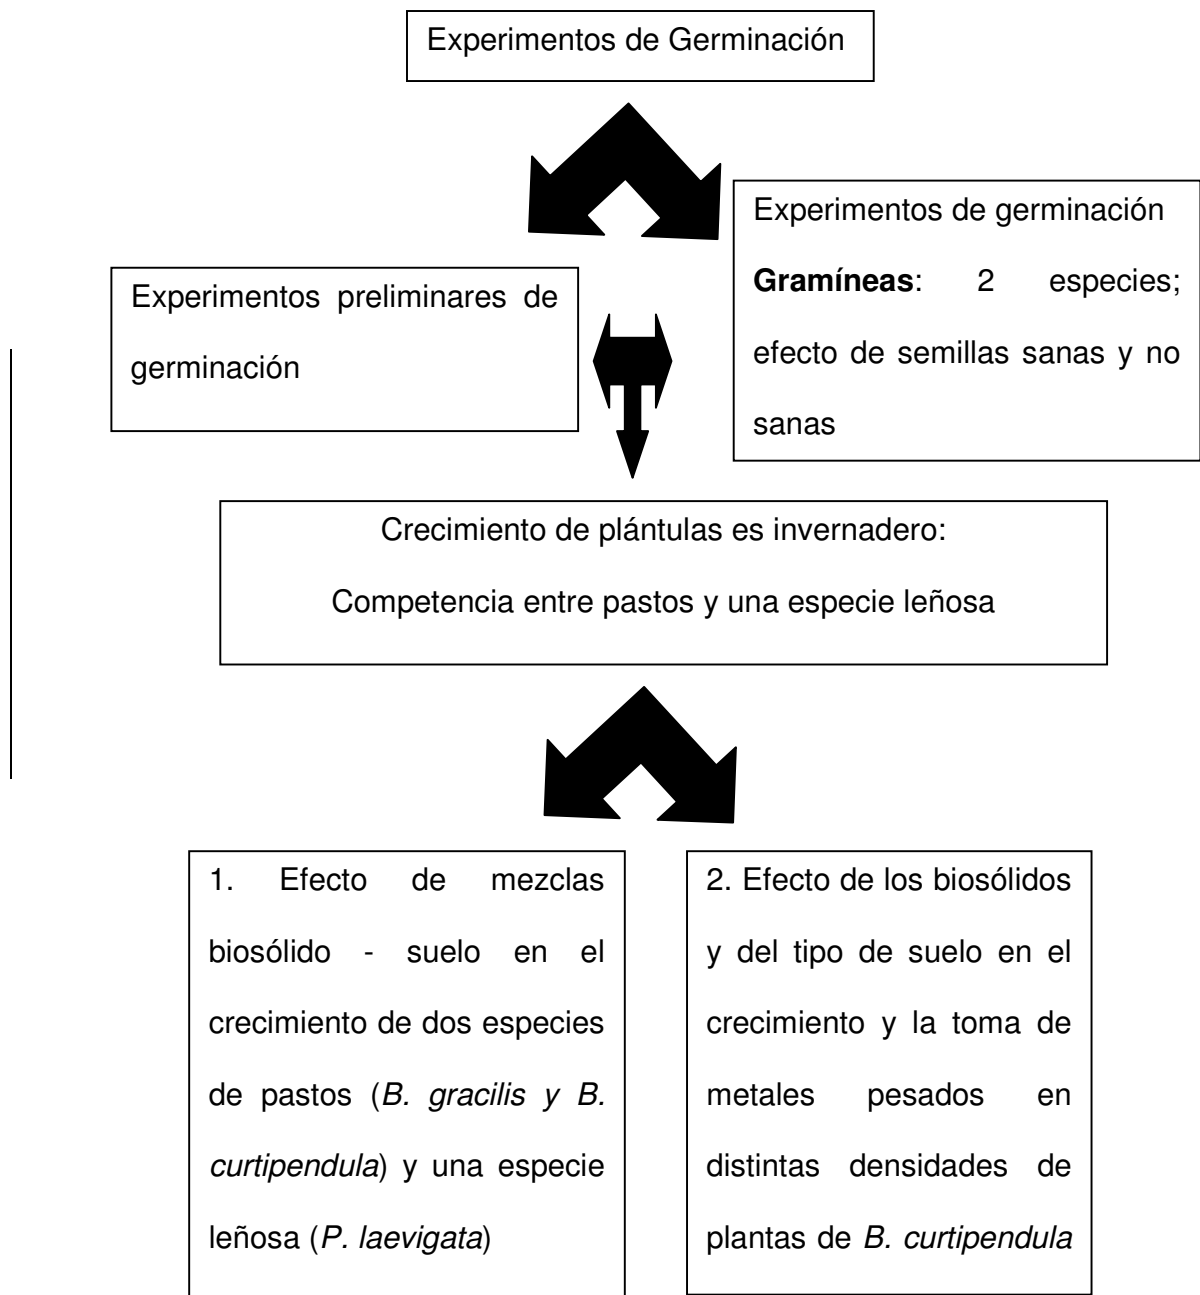 Experimentos de Germinación
Experimentos de germinación
Gramíneas: 2 especies;
efecto de semillas sanas y no
sanas
Experimentos preliminares de
germinación
Crecimiento de plántulas es invernadero:
Competencia entre pastos y una especie leñosa
1. Efecto de mezclas
biosólido - suelo en el
crecimiento de dos especies
de pastos (B. gracilis y B.
curtipendula) y una especie
leñosa (P. laevigata)
2. Efecto de los biosólidos
y del tipo de suelo en el
crecimiento y la toma de
metales pesados en
distintas densidades de
plantas de B. curtipendula